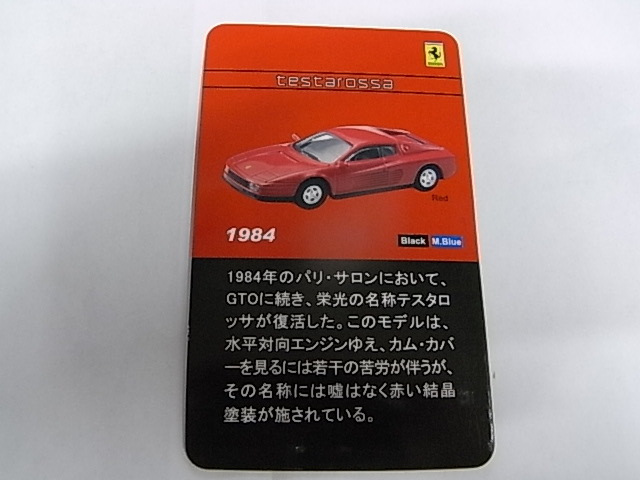 testarossa
Red
1984
Black M.Blue
1984年のパリ・サロンにおいて、
GTOに続き、栄光の名称テスタロ
ッサが復活した。このモデルは、
水平対向エンジンゆえ、カム・カバ
ーを見るには若干の苦労が伴うが、
その名称には嘘はなく赤い結晶
塗装が施されている。